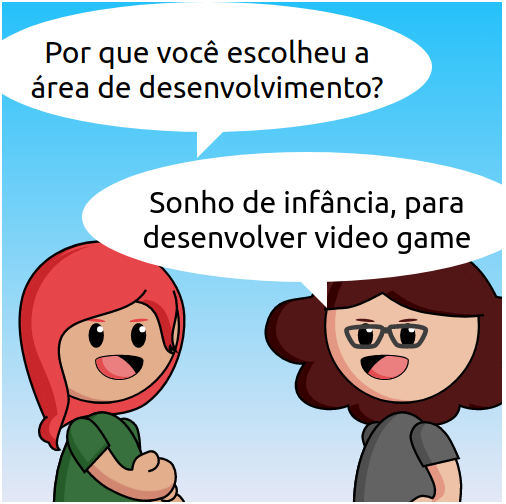 Por que você escolheu a
área de desenvolvimento?
Sonho de infância, para
desenvolver video game